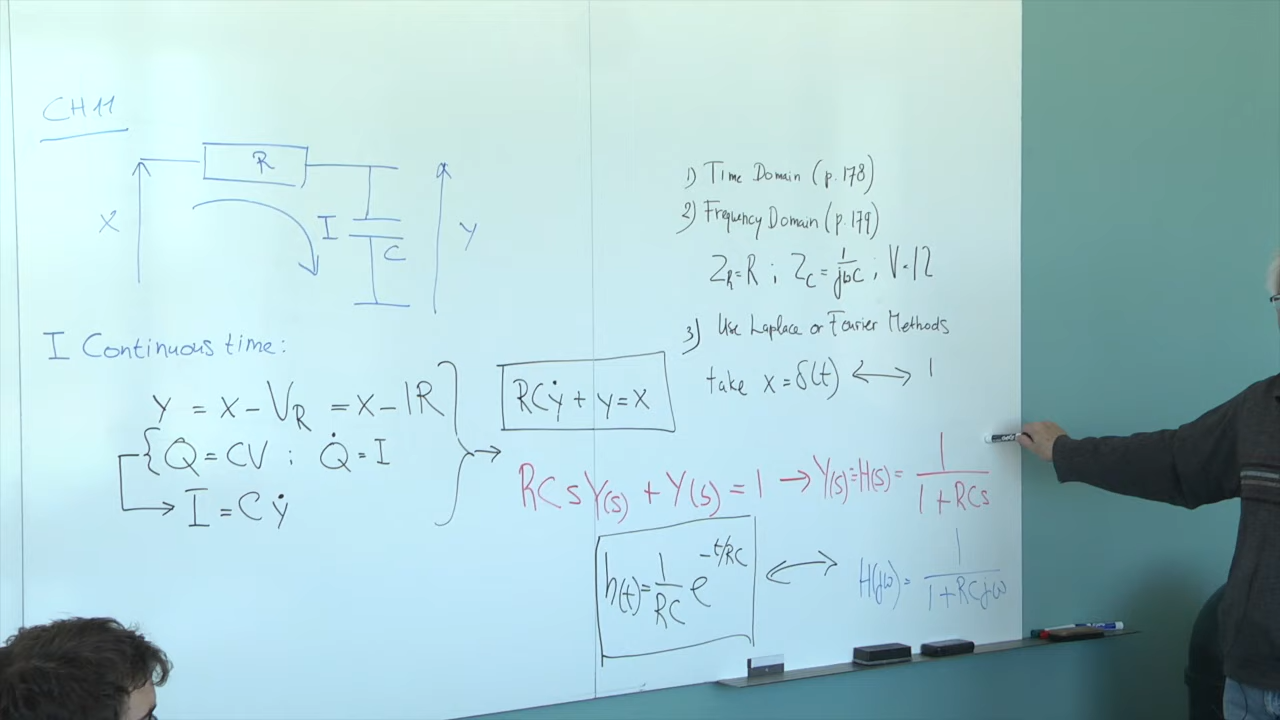 CH11
R
X
I
C
Y
I Continuous time:
Y = X - V_R = X - IR
Q = CV ; Q̇ = I
I = C ẏ
RCẏ + y = x
1) Time Domain (p. 178)
2) Frequency Domain (p. 179)
Z_R = R ; Z_C = 1/jωC ; V = IZ
3) Use Laplace or Fourier Methods
take x = δ(t) ↔ 1
RCsY(s) + Y(s) = 1 → Y(s) = H(s) = 1/(1 + RCs)
h(t) = 1/RC e^(-t/RC) ↔ H(jω) = 1/(1 + RCjω)